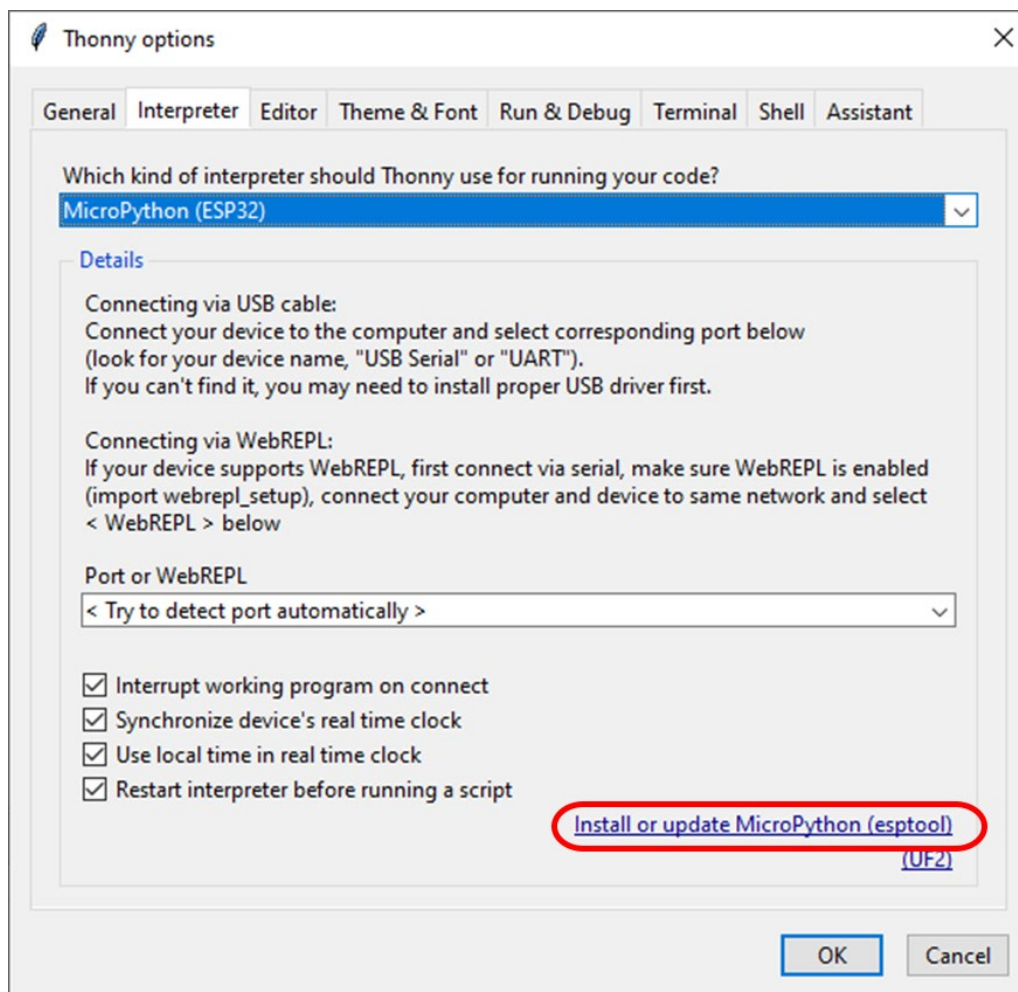 Thonny options
General Interpreter Editor Theme & Font Run & Debug Terminal Shell Assistant
Which kind of interpreter should Thonny use for running your code?
MicroPython (ESP32)
Details
Connecting via USB cable:
Connect your device to the computer and select corresponding port below
(look for your device name, "USB Serial" or "UART").
If you can't find it, you may need to install proper USB driver first.
Connecting via WebREPL:
If your device supports WebREPL, first connect via serial, make sure WebREPL is enabled
(import webrepl_setup), connect your computer and device to same network and select
< WebREPL > below
Port or WebREPL
< Try to detect port automatically >
Interrupt working program on connect
Synchronize device's real time clock
Use local time in real time clock
Restart interpreter before running a script
Install or update MicroPython (esptool)
(UF2)
OK Cancel